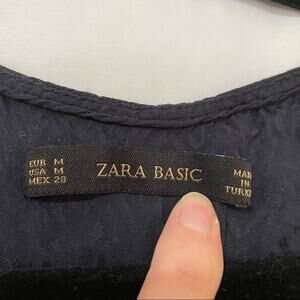 EUR M
USA M
MEX 28
ZARA BASIC
MADE
IN
TURKEY